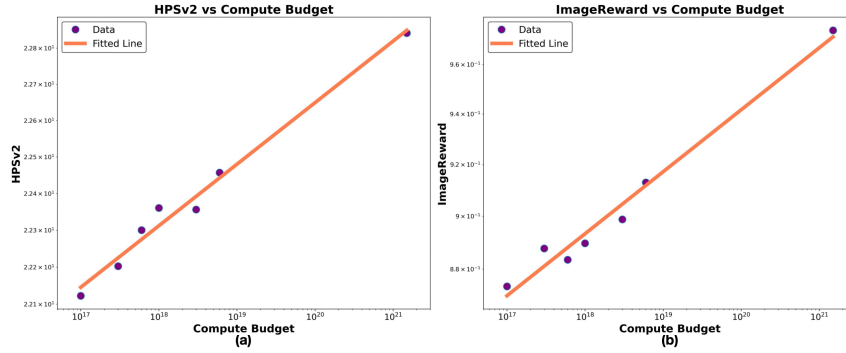 HPSv2 vs Compute Budget
Data
Fitted Line
2.28 × 10¹
2.27 × 10¹
2.26 × 10¹
2.25 × 10¹
2.24 × 10¹
2.23 × 10¹
2.22 × 10¹
2.21 × 10¹
HPSv2
10¹⁷ 10¹⁸ 10¹⁹ 10²⁰ 10²¹
Compute Budget
(a)
ImageReward vs Compute Budget
Data
Fitted Line
9.6 × 10⁻¹
9.4 × 10⁻¹
9.2 × 10⁻¹
9 × 10⁻¹
8.8 × 10⁻¹
ImageReward
10¹⁷ 10¹⁸ 10¹⁹ 10²⁰ 10²¹
Compute Budget
(b)